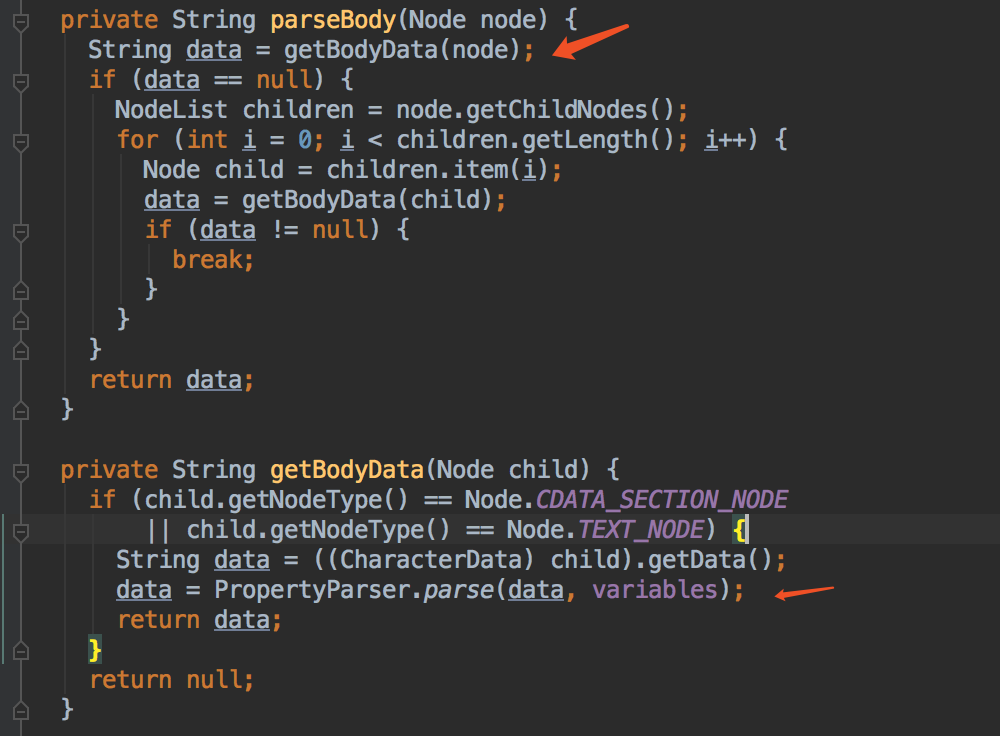 private String parseBody(Node node) {
String data = getBodyData(node);
if (data == null) {
NodeList children = node.getChildNodes();
for (int i = 0; i < children.getLength(); i++) {
Node child = children.item(i);
data = getBodyData(child);
if (data != null) {
break;
}
}
}
return data;
}
private String getBodyData(Node child) {
if (child.getNodeType() == Node.CDATA_SECTION_NODE
|| child.getNodeType() == Node.TEXT_NODE) {
String data = ((CharacterData) child).getData();
data = PropertyParser.parse(data, variables);
return data;
}
return null;
}